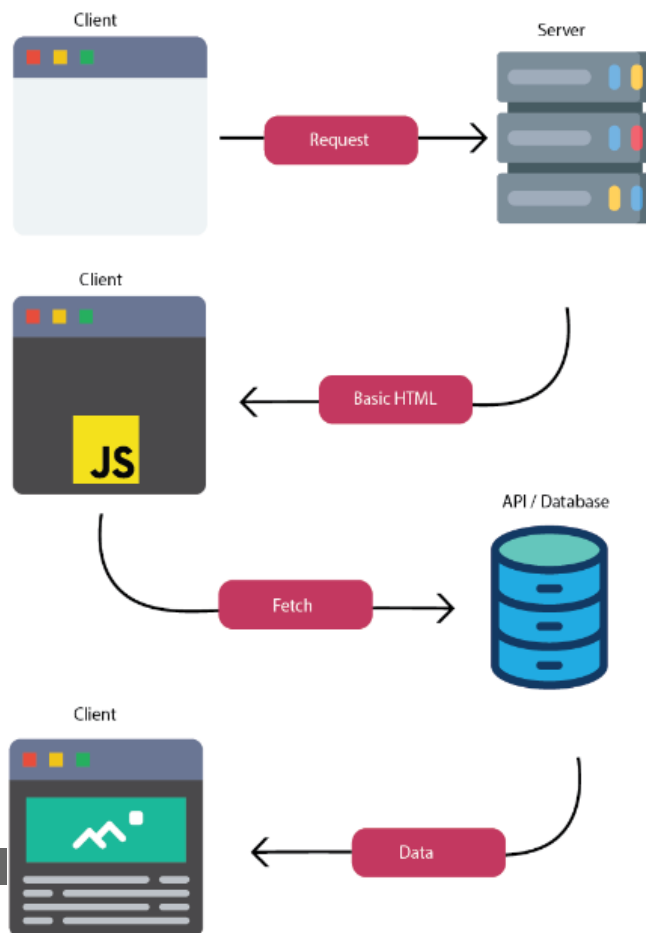 Client
Server
Request
Client
Basic HTML
JS
API / Database
Fetch
Client
Data